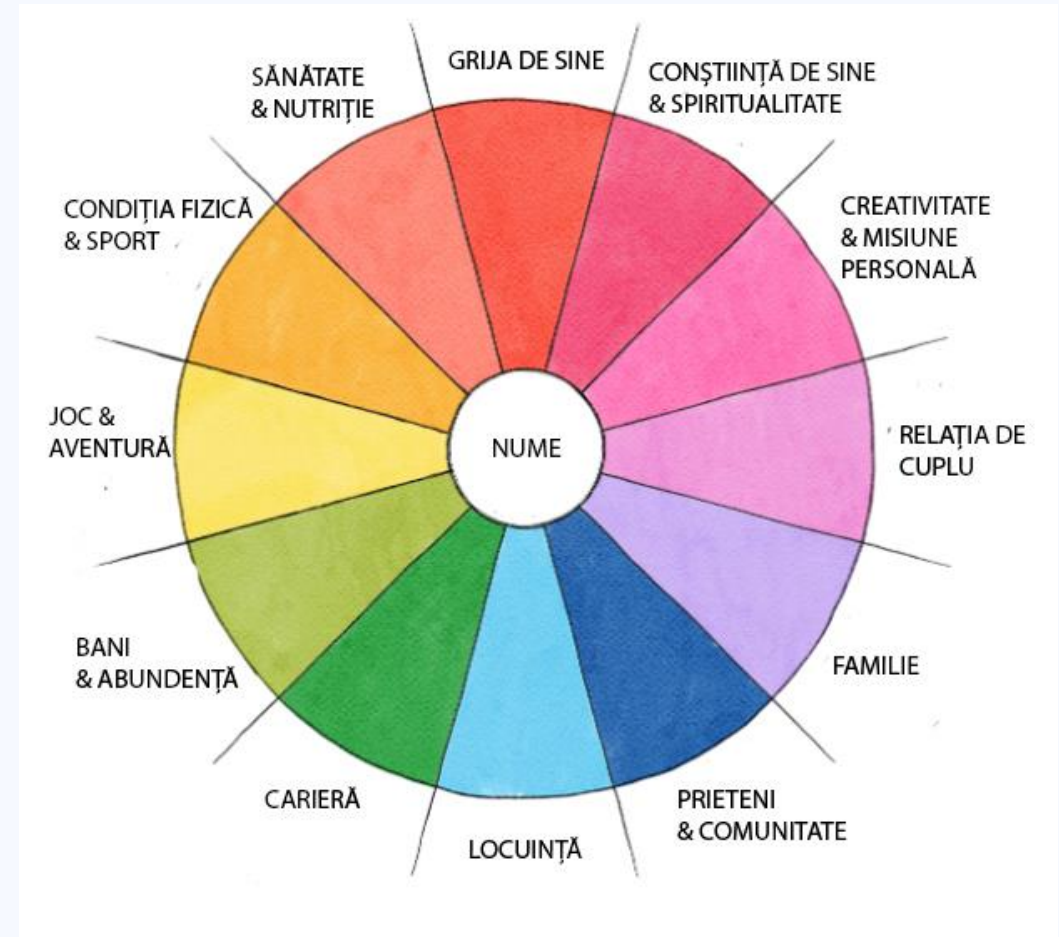 GRIJA DE SINE
CONȘTIINȚĂ DE SINE
& SPIRITUALITATE
CREATIVITATE
& MISIUNE
PERSONALĂ
RELAȚIA DE
CUPLU
FAMILIE
PRIETENI
& COMUNITATE
LOCUINȚĂ
CARIERĂ
BANI
& ABUNDENȚĂ
JOC &
AVENTURĂ
CONDIȚIA FIZICĂ
& SPORT
SĂNĂTATE
& NUTRIȚIE
NUME